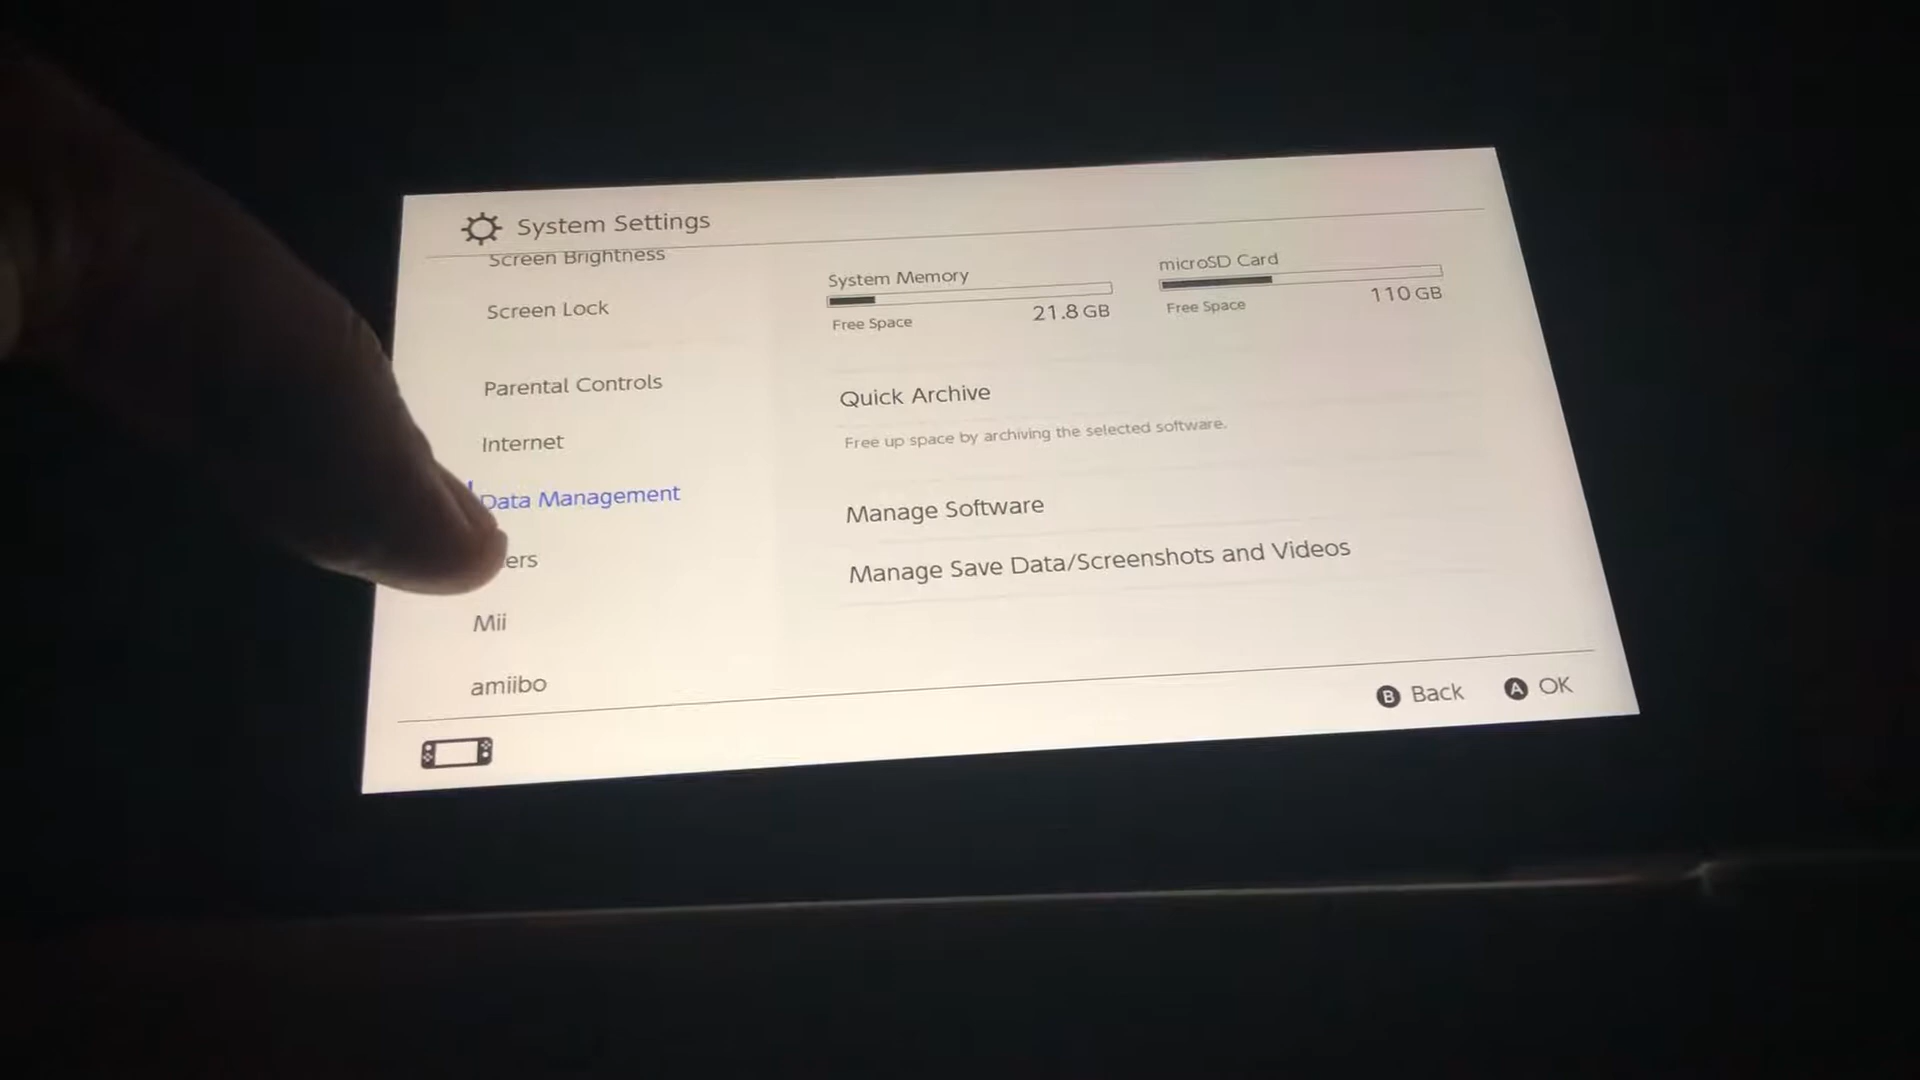 System Settings
Screen Brightness
Screen Lock
Parental Controls
Internet
Data Management
Mii
amiibo
System Memory
Free Space 21.8 GB
microSD Card
Free Space 110 GB
Quick Archive
Free up space by archiving the selected software.
Manage Software
Manage Save Data/Screenshots and Videos
B Back A OK